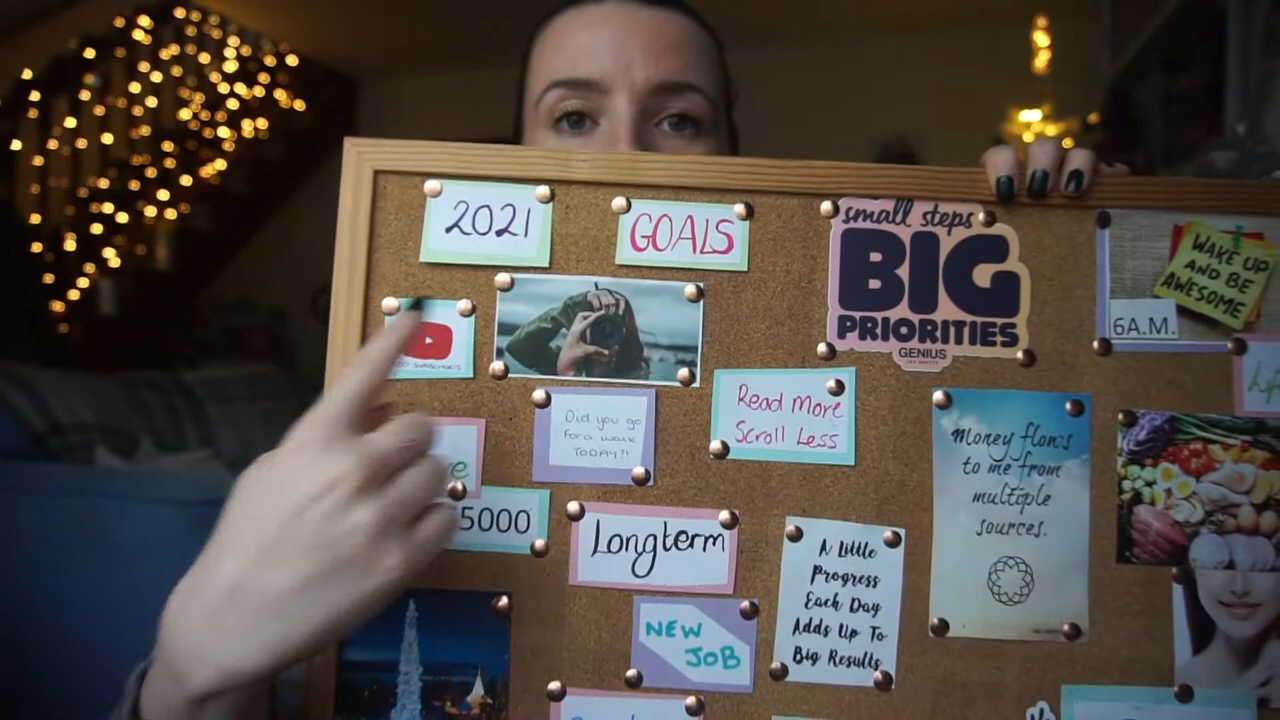 2021
GOALS
small steps
BIG
PRIORITIES
GENIUS
WAKE UP
AND BE
AWESOME
6A.M.
SUBSCRIBERS
Did you go
for a walk
TODAY?!
Read More
Scroll Less
Money flows
to me from
multiple
sources.
5000
Longterm
A Little
Progress
Each Day
Adds Up To
Big Results
NEW
JOB